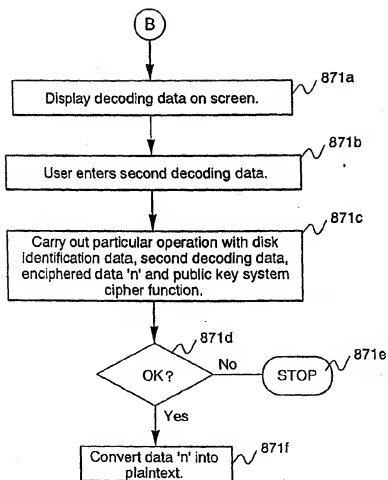 B
871a
Display decoding data on screen.
871b
User enters second decoding data.
871c
Carry out particular operation with disk
identification data, second decoding data,
enciphered data 'n' and public key system
cipher function.
871d
OK?
No
STOP
871e
Yes
Convert data 'n' into
plaintext.
871f